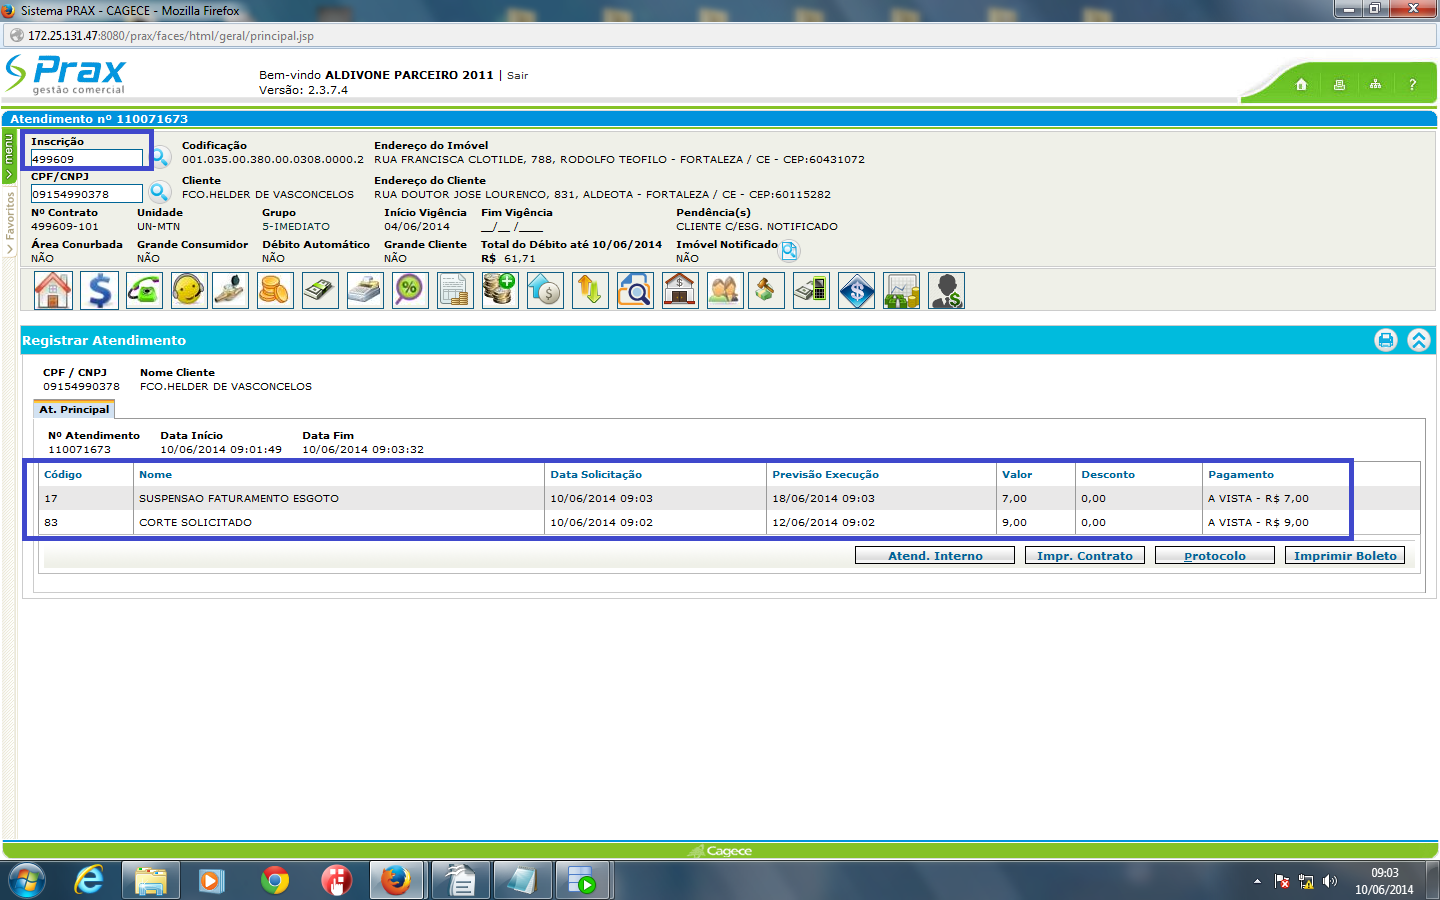 Sistema PRAX - CAGECE - Mozilla Firefox
172.25.131.47:8080/prax/faces/html/geral/principal.jsp
Prax
gestão comercial
Bem-vindo ALDIVONE PARCEIRO 2011 | Sair
Versão: 2.3.7.4
?
Atendimento nº 110071673
menu
Favoritos
Inscrição
499609
Codificação
001.035.00.380.00.0308.0000.2
Endereço do Imóvel
RUA FRANCISCA CLOTILDE, 788, RODOLFO TEOFILO - FORTALEZA / CE - CEP:60431072
CPF/CNPJ
09154990378
Cliente
FCO.HELDER DE VASCONCELOS
Endereço do Cliente
RUA DOUTOR JOSE LOURENCO, 831, ALDEOTA - FORTALEZA / CE - CEP:60115282
Nº Contrato Unidade Grupo Início Vigência Fim Vigência Pendência(s)
499609-101 UN-MTN 5-IMEDIATO 04/06/2014 __/__ /____ CLIENTE C/ESG. NOTIFICADO
Área Conurbada Grande Consumidor Débito Automático Grande Cliente Total do Débito até 10/06/2014 Imóvel Notificado
NÃO NÃO NÃO NÃO R$ 61,71 NÃO
Registrar Atendimento
CPF / CNPJ Nome Cliente
09154990378 FCO.HELDER DE VASCONCELOS
At. Principal
Nº Atendimento Data Início Data Fim
110071673 10/06/2014 09:01:49 10/06/2014 09:03:32
Código Nome Data Solicitação Previsão Execução Valor Desconto Pagamento
17 SUSPENSAO FATURAMENTO ESGOTO 10/06/2014 09:03 18/06/2014 09:03 7,00 0,00 A VISTA - R$ 7,00
83 CORTE SOLICITADO 10/06/2014 09:02 12/06/2014 09:02 9,00 0,00 A VISTA - R$ 9,00
Atend. Interno Impr. Contrato Protocolo Imprimir Boleto
Cagece
09:03
10/06/2014